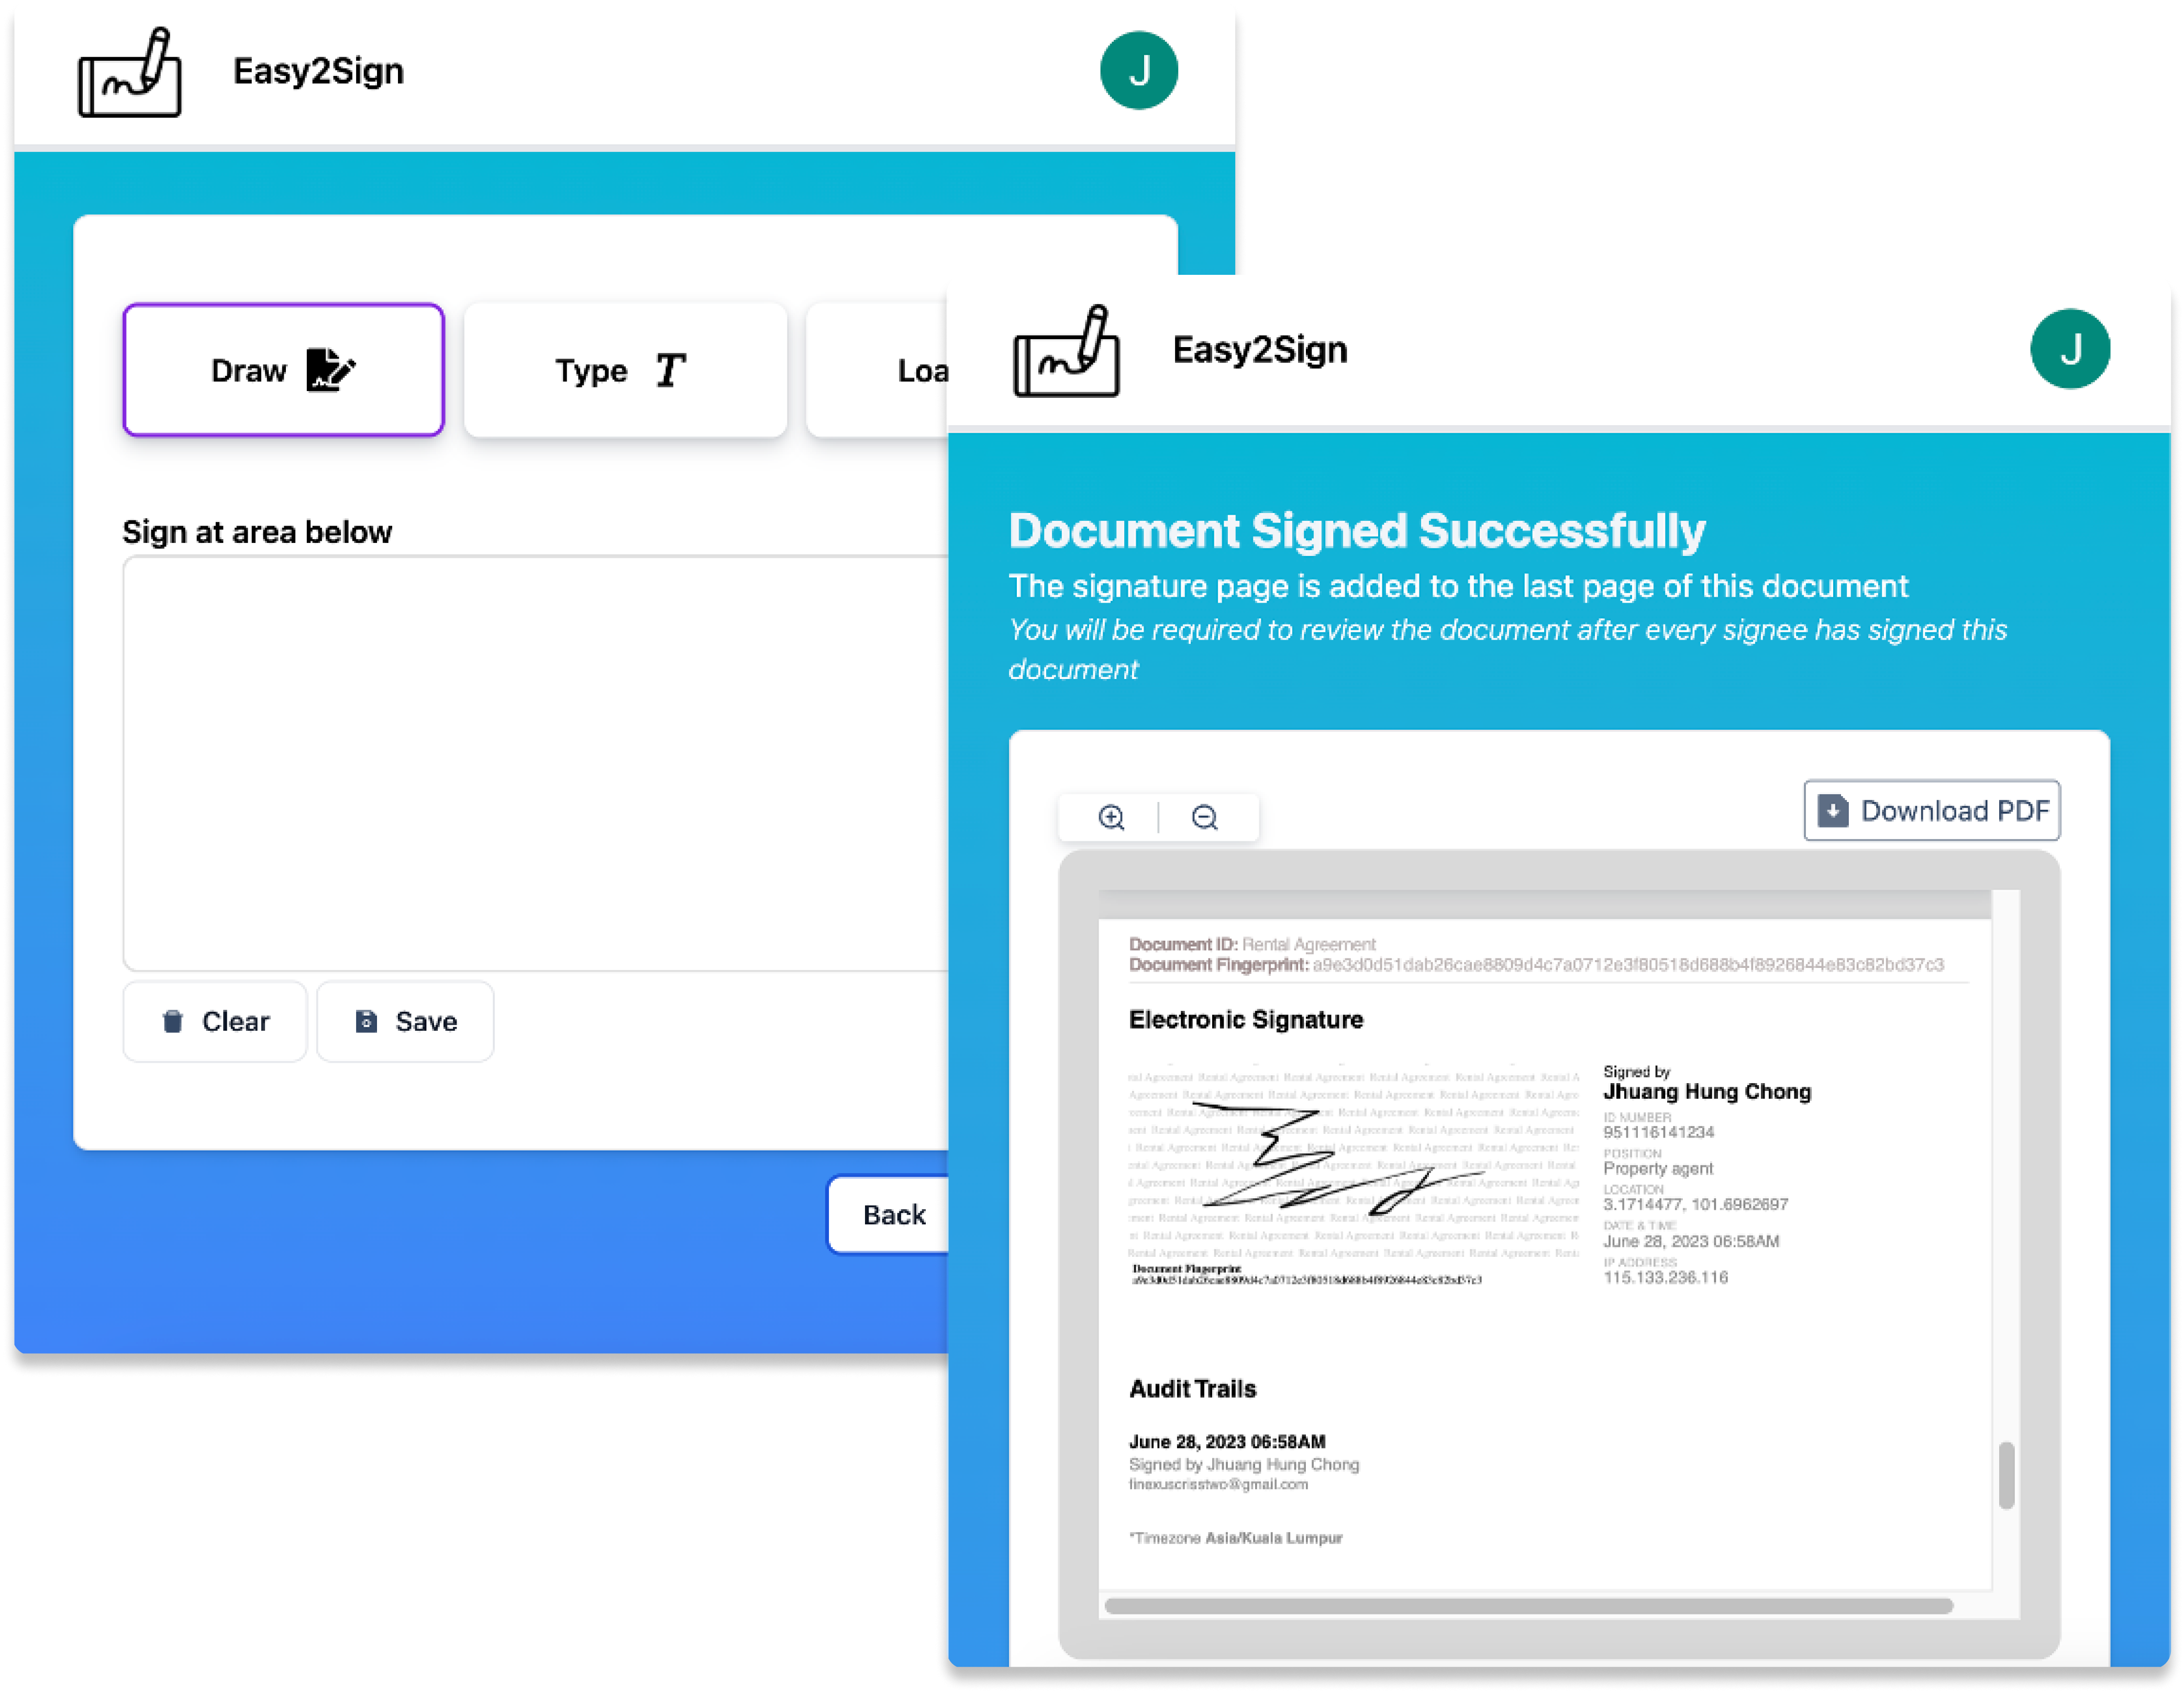 Easy2Sign
J
Draw
Type T
Loa
Sign at area below
Clear
Save
Back
Easy2Sign
J
Document Signed Successfully
The signature page is added to the last page of this document
You will be required to review the document after every signee has signed this
document
Download PDF
Document ID: Rental Agreement
Document Fingerprint: a9e3d0d51dab26cae8809d4c7a0712e3f80518d688b4f8926844e83c82bd37c3
Electronic Signature
Signed by
Jhuang Hung Chong
ID NUMBER
951116141234
POSITION
Property agent
LOCATION
3.1714477, 101.6962697
DATE & TIME
June 28, 2023 06:58AM
IP ADDRESS
115.133.236.116
Document Fingerprint
a9e3d0d51dab26cae8809d4c7a0712e3f80518d688b4f8926844e83c82bd37c3
Audit Trails
June 28, 2023 06:58AM
Signed by Jhuang Hung Chong
finexuscrisstwo@gmail.com
*Timezone Asia/Kuala Lumpur